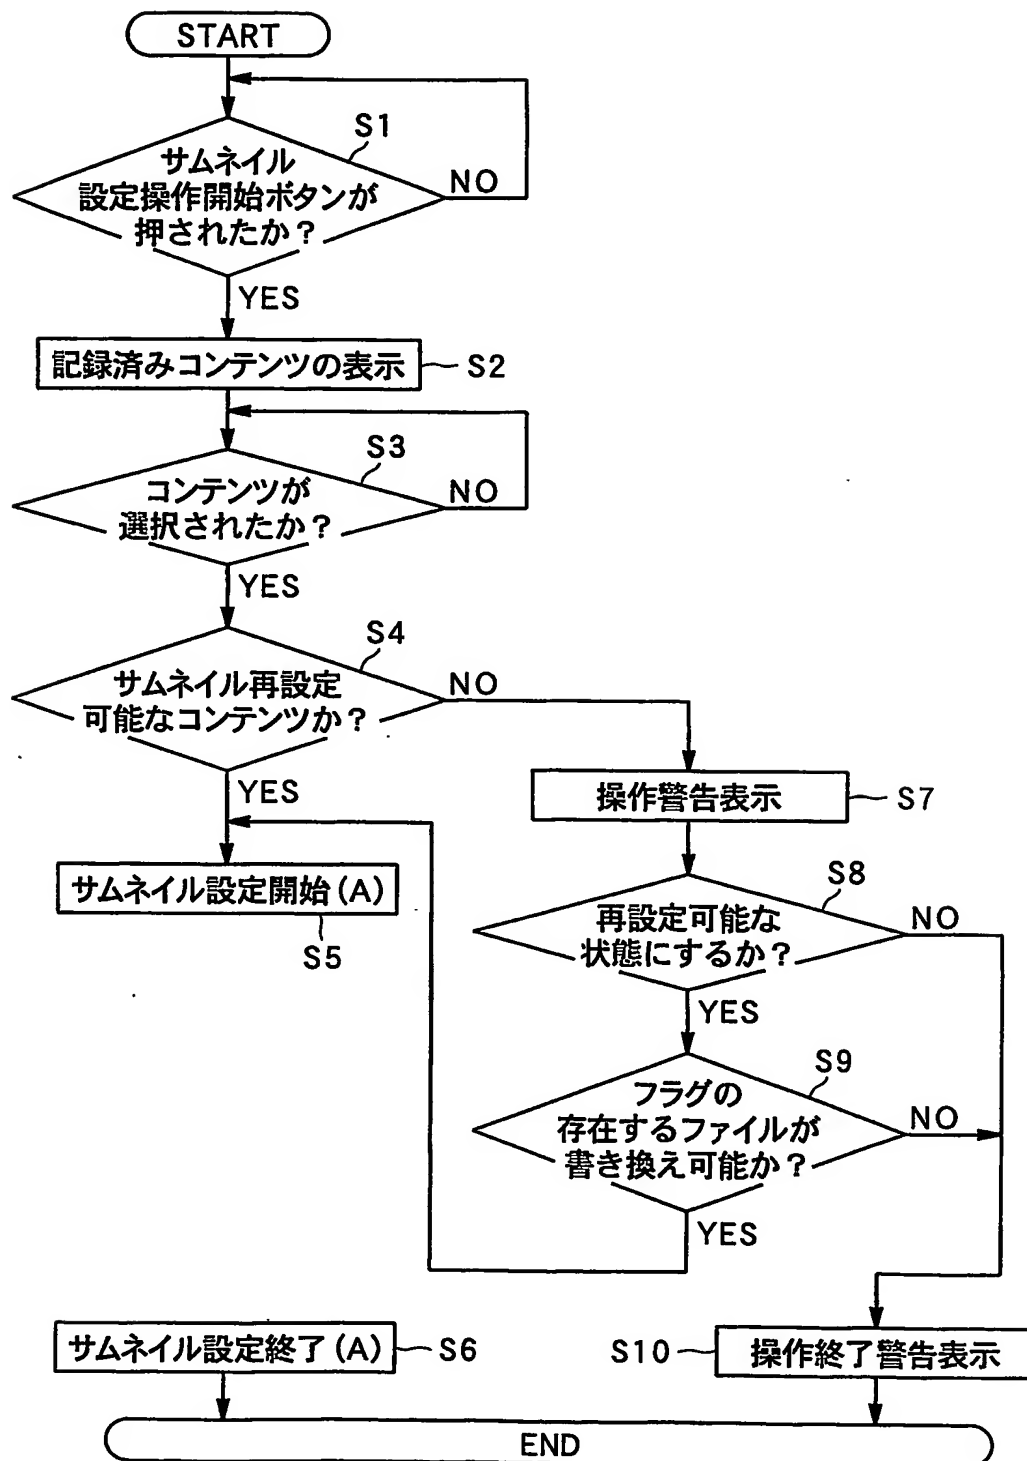 START
S1
サムネイル
設定操作開始ボタンが
押されたか？
NO
YES
記録済みコンテンツの表示
S2
S3
コンテンツが
選択されたか？
NO
YES
S4
サムネイル再設定
可能なコンテンツか？
NO
YES
操作警告表示
S7
サムネイル設定開始(A)
S5
S8
再設定可能な
状態にするか？
NO
YES
S9
フラグの
存在するファイルが
書き換え可能か？
NO
YES
サムネイル設定終了(A)
S6
S10
操作終了警告表示
END